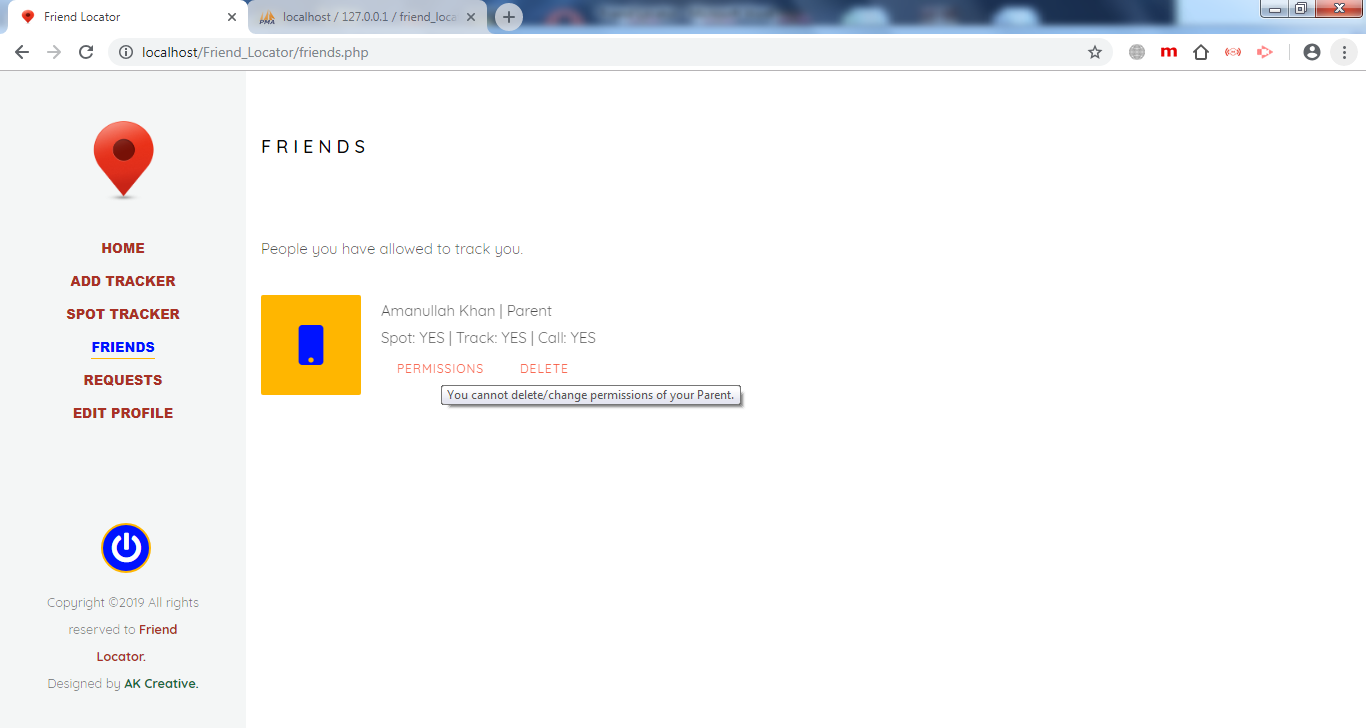 Friend Locator
localhost / 127.0.0.1 / friend_loca
PMA
localhost/Friend_Locator/friends.php
m
FRIENDS
HOME
ADD TRACKER
SPOT TRACKER
FRIENDS
REQUESTS
EDIT PROFILE
People you have allowed to track you.
Amanullah Khan | Parent
Spot: YES | Track: YES | Call: YES
PERMISSIONS DELETE
You cannot delete/change permissions of your Parent.
Copyright ©2019 All rights
reserved to Friend
Locator.
Designed by AK Creative.